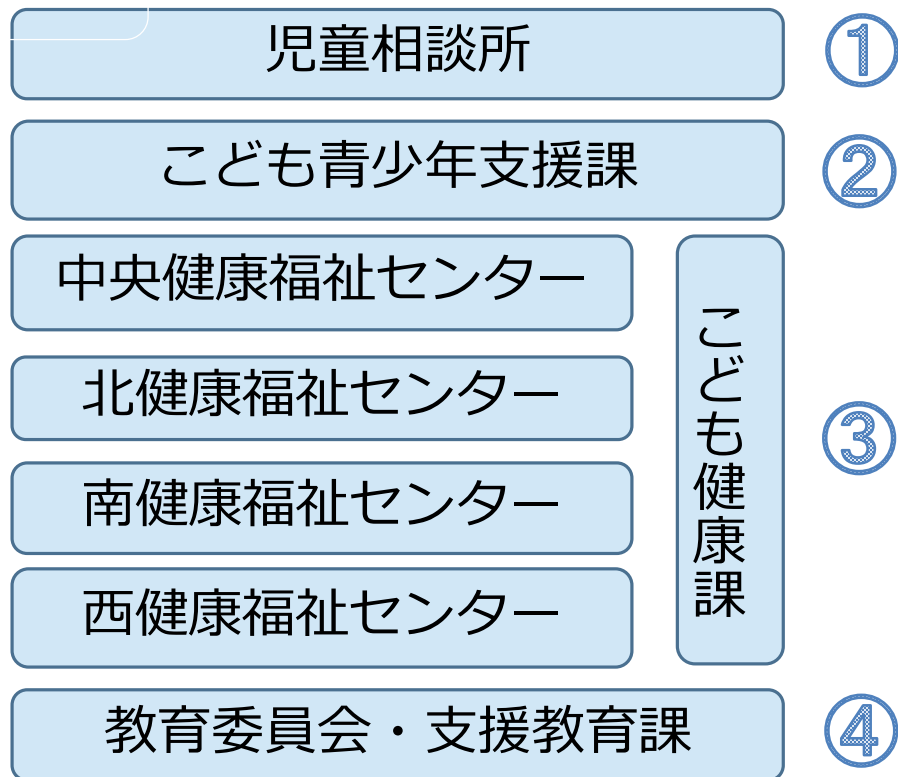 児童相談所
①
こども青少年支援課
②
中央健康福祉センター
北健康福祉センター
南健康福祉センター
西健康福祉センター
こども健康課
③
教育委員会・支援教育課
④